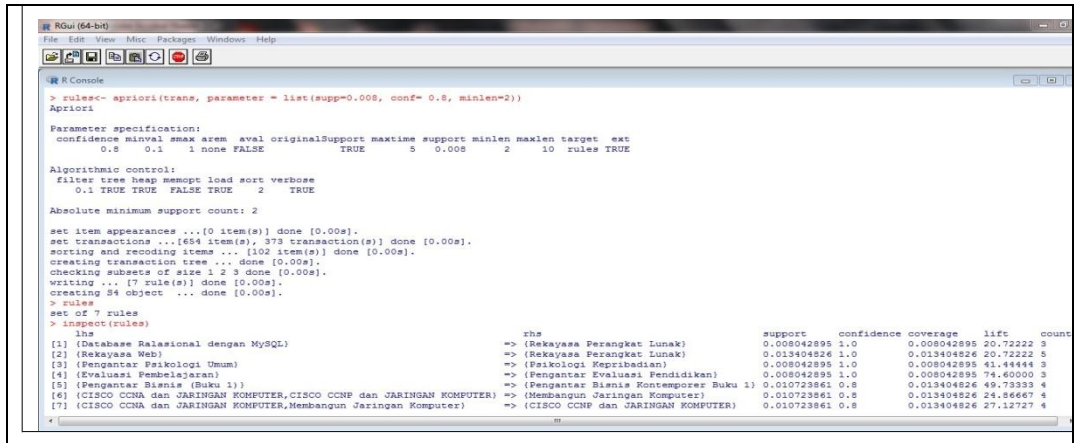 RGui (64-bit)
File Edit View Misc Packages Windows Help
STOP
R Console
> rules<- apriori(trans, parameter = list(supp=0.008, conf= 0.8, minlen=2))
Apriori
Parameter specification:
confidence minval smax arem aval originalSupport maxtime support minlen maxlen target ext
0.8 0.1 1 none FALSE TRUE 5 0.008 2 10 rules TRUE
Algorithmic control:
filter tree heap memopt load sort verbose
0.1 TRUE TRUE FALSE TRUE 2 TRUE
Absolute minimum support count: 2
set item appearances ...[0 item(s)] done [0.00s].
set transactions ...[654 item(s), 373 transaction(s)] done [0.00s].
sorting and recoding items ... [102 item(s)] done [0.00s].
creating transaction tree ... done [0.00s].
checking subsets of size 1 2 3 done [0.00s].
writing ... [7 rule(s)] done [0.00s].
creating S4 object ... done [0.00s].
> rules
set of 7 rules
> inspect(rules)
lhs rhs support confidence coverage lift count
[1] {Database Ralasional dengan MySQL} => {Rekayasa Perangkat Lunak} 0.008042895 1.0 0.008042895 20.72222 3
[2] {Rekayasa Web} => {Rekayasa Perangkat Lunak} 0.013404826 1.0 0.013404826 20.72222 5
[3] {Pengantar Psikologi Umum} => {Psikologi Kepribadian} 0.008042895 1.0 0.008042895 41.44444 3
[4] {Evaluasi Pembelajaran} => {Pengantar Evaluasi Pendidikan} 0.008042895 1.0 0.008042895 74.60000 3
[5] {Pengantar Bisnis (Buku 1)} => {Pengantar Bisnis Kontemporer Buku 1} 0.010723861 0.8 0.013404826 49.73333 4
[6] {CISCO CCNA dan JARINGAN KOMPUTER,CISCO CCNP dan JARINGAN KOMPUTER} => {Membangun Jaringan Komputer} 0.010723861 0.8 0.013404826 24.86667 4
[7] {CISCO CCNA dan JARINGAN KOMPUTER,Membangun Jaringan Komputer} => {CISCO CCNP dan JARINGAN KOMPUTER} 0.010723861 0.8 0.013404826 27.12727 4